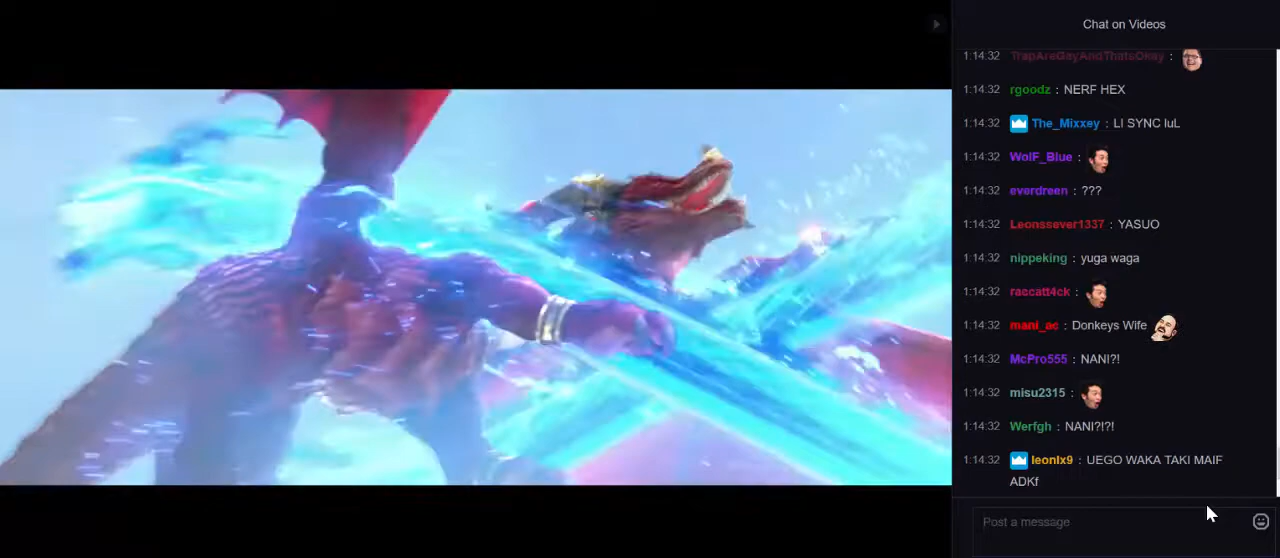 Chat on Videos
1:14:32 TrapAreGayAndThatsOkay :
1:14:32 rgoodz : NERF HEX
1:14:32 The_Mixxey : LI SYNC luL
1:14:32 WolF_Blue :
1:14:32 everdreen : ???
1:14:32 Leonssever1337 : YASUO
1:14:32 nippeking : yuga waga
1:14:32 raccatt4ck :
1:14:32 mani_ac : Donkeys Wife
1:14:32 McPro555 : NANI?!
1:14:32 misu2315 :
1:14:32 Werfgh : NANI?!?!
1:14:32 leonlx9 : UEGO WAKA TAKI MAIF
ADKf
Post a message